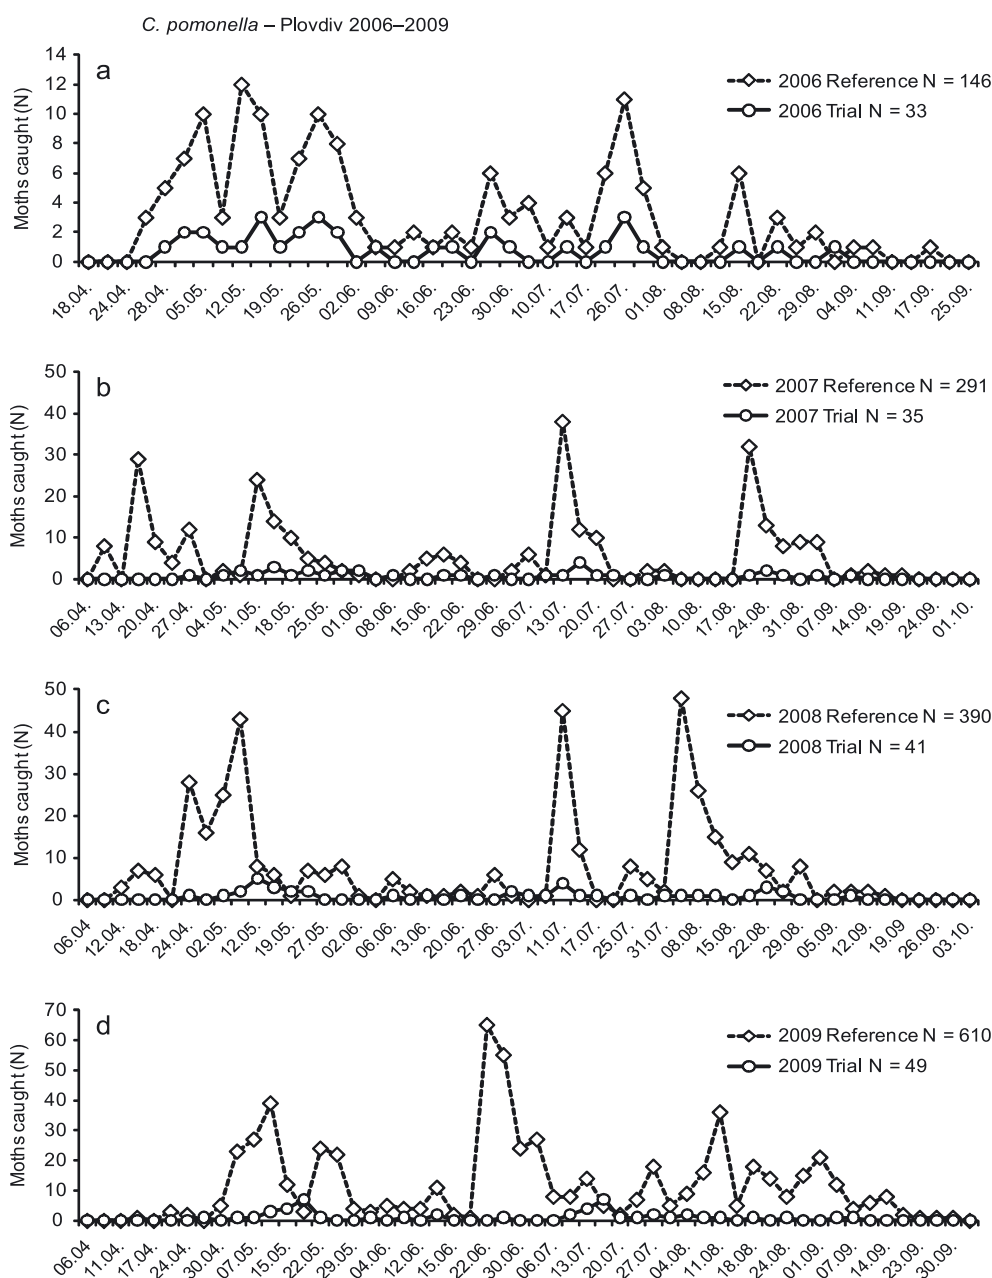 C. pomonella – Plovdiv 2006–2009
a
2006 Reference N = 146
2006 Trial N = 33
Moths caught (N)
14
12
10
8
6
4
2
0
18.04. 24.04. 28.04. 05.05. 12.05. 19.05. 26.05. 02.06. 09.06. 16.06. 23.06. 30.06. 10.07. 17.07. 26.07. 01.08. 08.08. 15.08. 22.08. 29.08. 04.09. 11.09. 17.09. 25.09.
b
2007 Reference N = 291
2007 Trial N = 35
Moths caught (N)
50
40
30
20
10
0
06.04. 13.04. 20.04. 27.04. 04.05. 11.05. 18.05. 25.05. 01.06. 08.06. 15.06. 22.06. 29.06. 06.07. 13.07. 20.07. 27.07. 03.08. 10.08. 17.08. 24.08. 31.08. 07.09. 14.09. 19.09. 24.09. 01.10.
c
2008 Reference N = 390
2008 Trial N = 41
Moths caught (N)
50
40
30
20
10
0
06.04. 12.04. 18.04. 24.04. 02.05. 12.05. 19.05. 27.05. 02.06. 06.06. 13.06. 20.06. 27.06. 03.07. 11.07. 17.07. 25.07. 31.07. 08.08. 15.08. 22.08. 29.08. 05.09. 12.09. 19.09 26.09. 03.10.
d
2009 Reference N = 610
2009 Trial N = 49
Moths caught (N)
70
60
50
40
30
20
10
0
06.04. 11.04. 17.04. 24.04. 30.04. 07.05. 15.05. 22.05. 29.05. 04.06. 12.06. 15.06. 22.06. 30.06. 06.07. 13.07. 20.07. 27.07. 04.08. 11.08. 18.08. 24.08. 01.09. 07.09. 14.09. 23.09. 30.09.